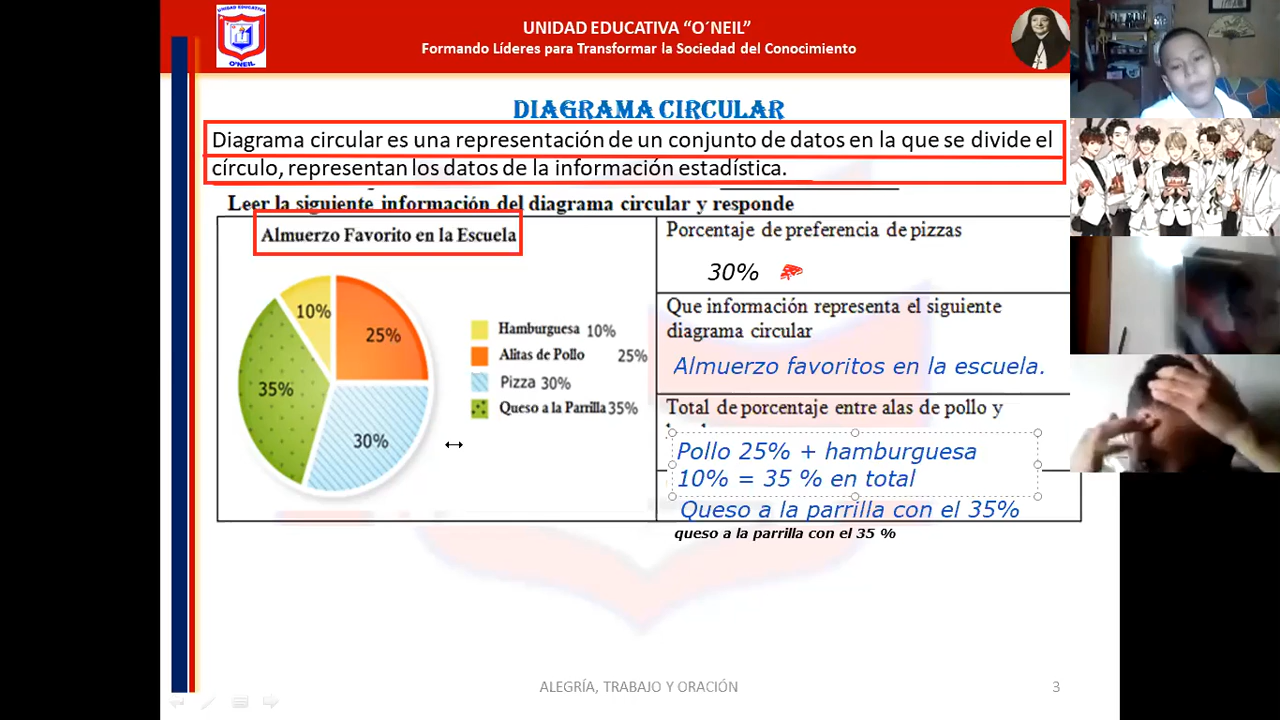 UNIDAD EDUCATIVA
O'NEIL
UNIDAD EDUCATIVA “O´NEIL”
Formando Líderes para Transformar la Sociedad del Conocimiento
DIAGRAMA CIRCULAR
Diagrama circular es una representación de un conjunto de datos en la que se divide el
círculo, representan los datos de la información estadística.
Leer la siguiente información del diagrama circular y responde
Almuerzo Favorito en la Escuela
10%
25%
35%
30%
Hamburguesa 10%
Alitas de Pollo 25%
Pizza 30%
Queso a la Parrilla 35%
Porcentaje de preferencia de pizzas
30%
Que información representa el siguiente
diagrama circular
Almuerzo favoritos en la escuela.
Total de porcentaje entre alas de pollo y
Pollo 25% + hamburguesa
10% = 35 % en total
Queso a la parrilla con el 35%
queso a la parrilla con el 35 %
ALEGRÍA, TRABAJO Y ORACIÓN
3